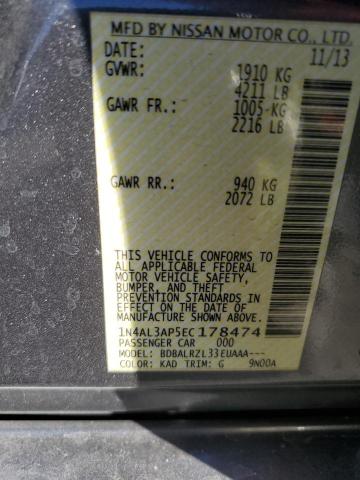 MFD BY NISSAN MOTOR CO., LTD.
DATE: 11/13
GVWR: 1910 KG
4211 LB
GAWR FR.: 1005 KG
2216 LB
GAWR RR.: 940 KG
2072 LB
THIS VEHICLE CONFORMS TO
ALL APPLICABLE FEDERAL
MOTOR VEHICLE SAFETY,
BUMPER, AND THEFT
PREVENTION STANDARDS IN
EFFECT ON THE DATE OF
MANUFACTURE SHOWN ABOVE.
1N4AL3AP5EC178474
PASSENGER CAR 000
MODEL: BDBALRZL33EUAAA---
COLOR: KAD TRIM: G 9N00A